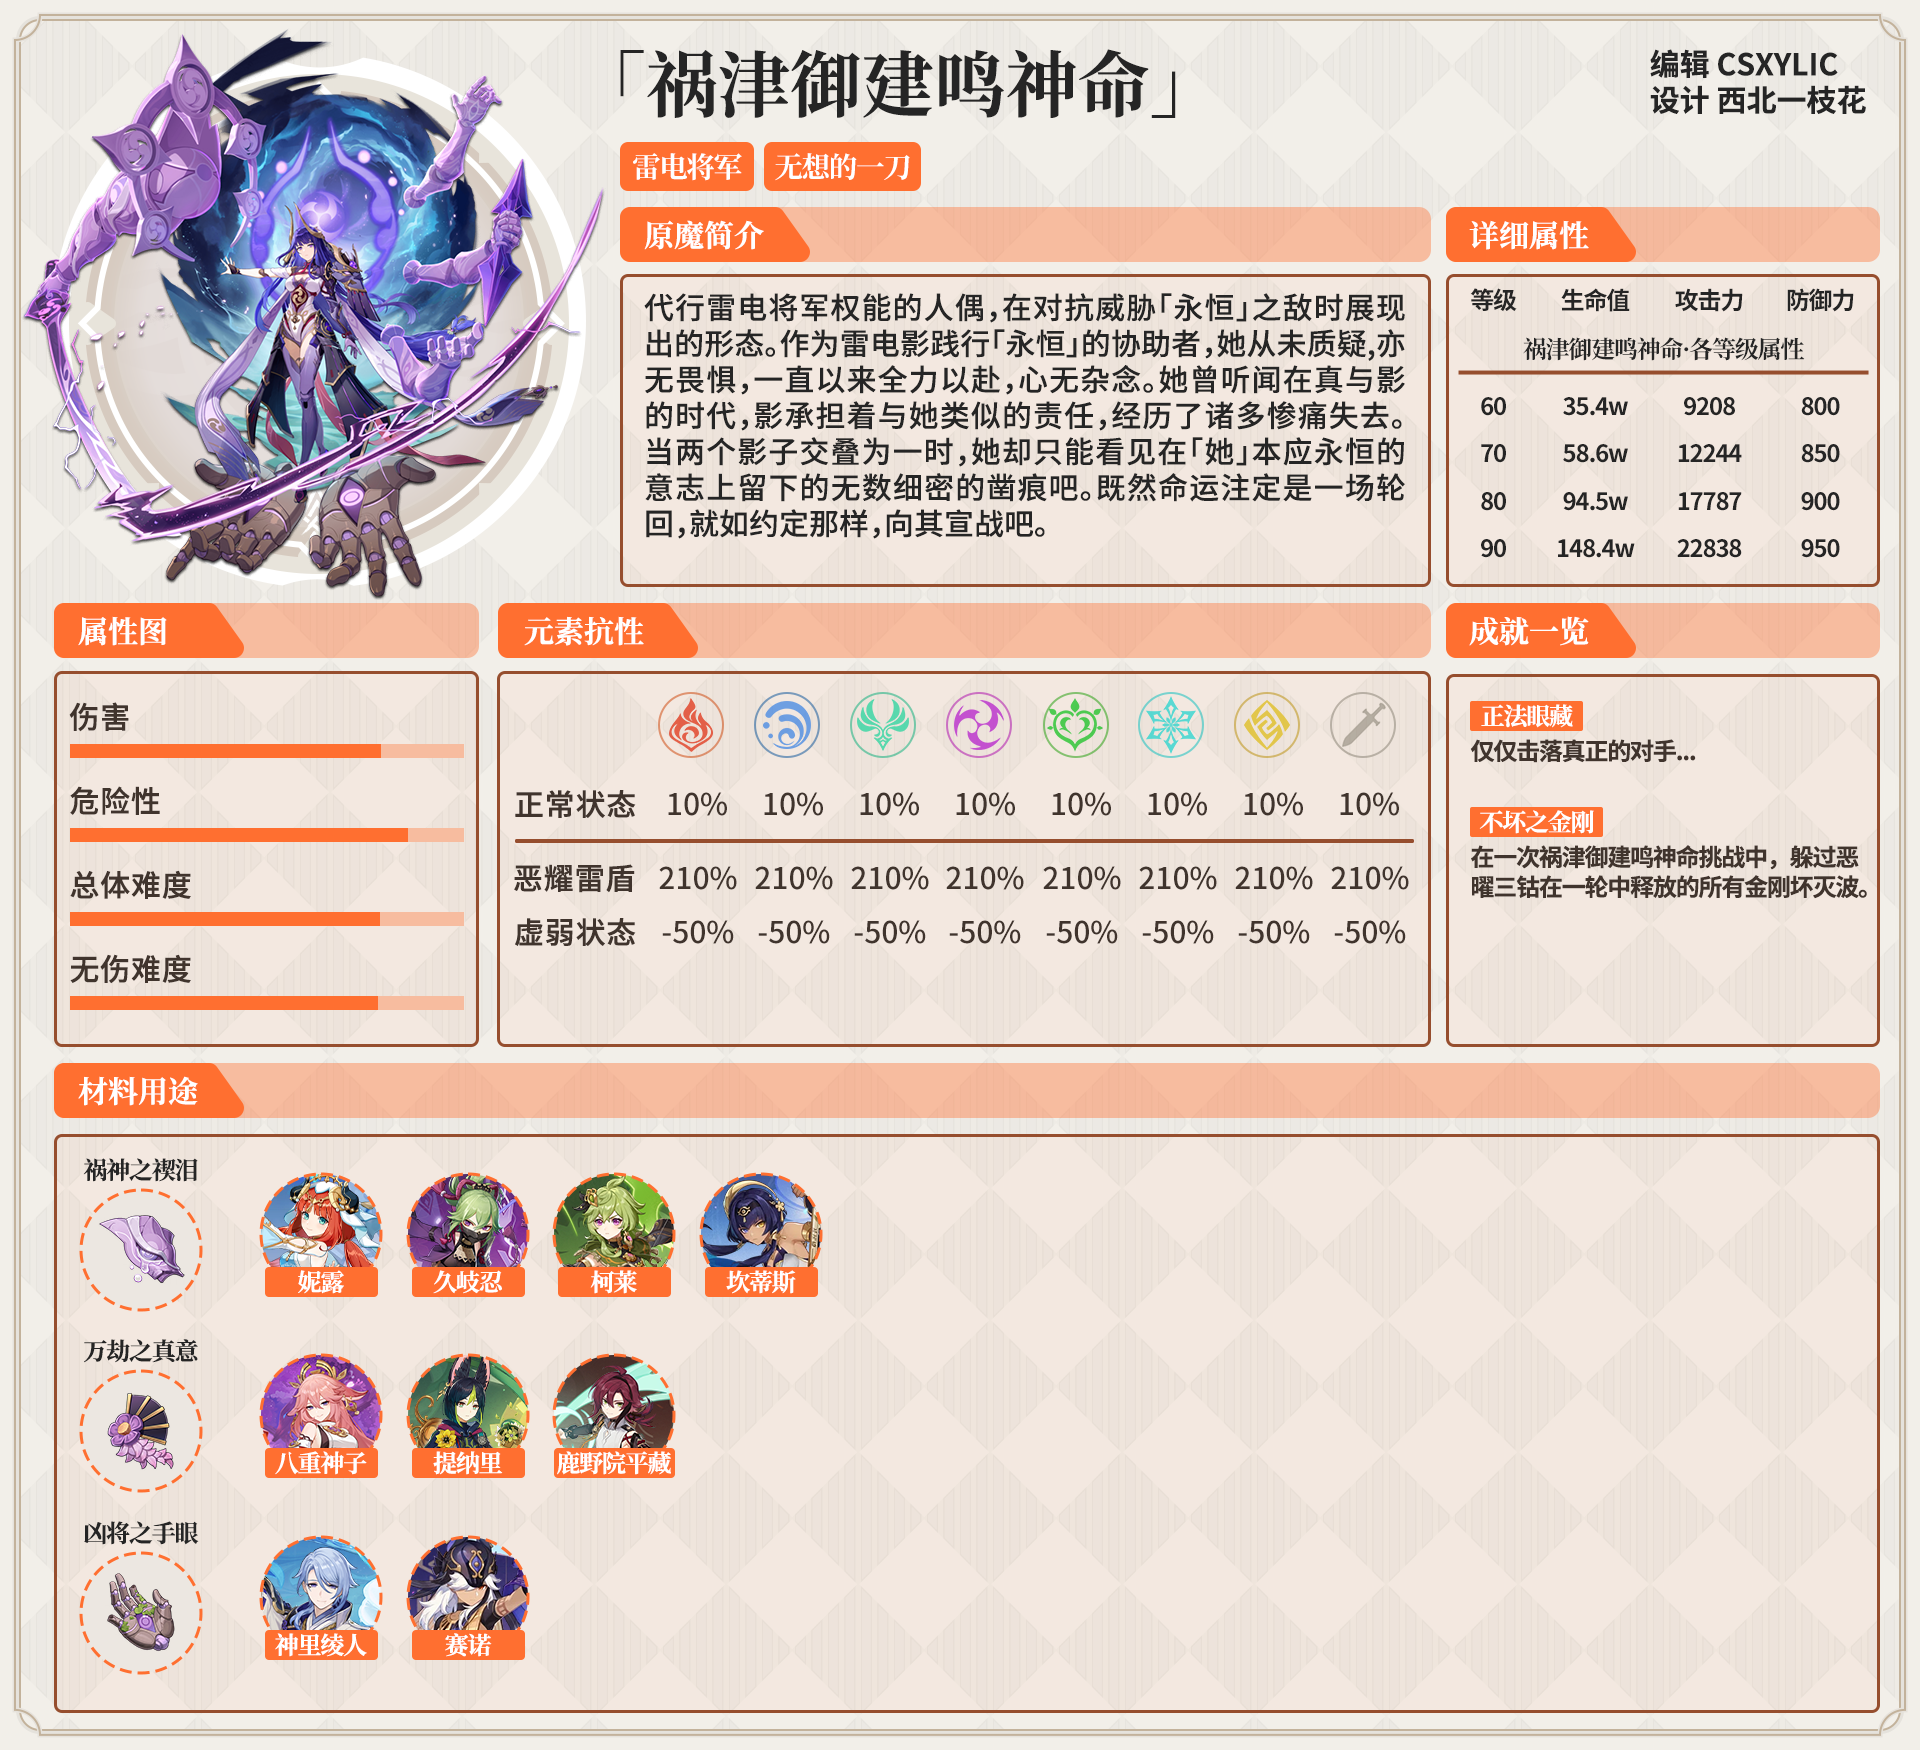 「祸津御建鸣神命」
编辑 CSXYLIC
设计 西北一枝花
雷电将军
无想的一刀
原魔简介
代行雷电将军权能的人偶,在对抗威胁「永恒」之敌时展现
出的形态。作为雷电影践行「永恒」的协助者,她从未质疑,亦
无畏惧,一直以来全力以赴,心无杂念。她曾听闻在真与影
的时代,影承担着与她类似的责任,经历了诸多惨痛失去。
当两个影子交叠为一时,她却只能看见在「她」本应永恒的
意志上留下的无数细密的凿痕吧。既然命运注定是一场轮
回,就如约定那样,向其宣战吧。
详细属性
等级 生命值 攻击力 防御力
祸津御建鸣神命·各等级属性
60 35.4w 9208 800
70 58.6w 12244 850
80 94.5w 17787 900
90 148.4w 22838 950
属性图
伤害
危险性
总体难度
无伤难度
元素抗性
正常状态 10% 10% 10% 10% 10% 10% 10% 10%
恶耀雷盾 210% 210% 210% 210% 210% 210% 210% 210%
虚弱状态 -50% -50% -50% -50% -50% -50% -50% -50%
成就一览
正法眼藏
仅仅击落真正的对手...
不坏之金刚
在一次祸津御建鸣神命挑战中，躲过恶
曜三钴在一轮中释放的所有金刚坏灭波。
材料用途
祸神之禊泪
妮露 久岐忍 柯莱 坎蒂斯
万劫之真意
八重神子 提纳里 鹿野院平藏
凶将之手眼
神里绫人 赛诺